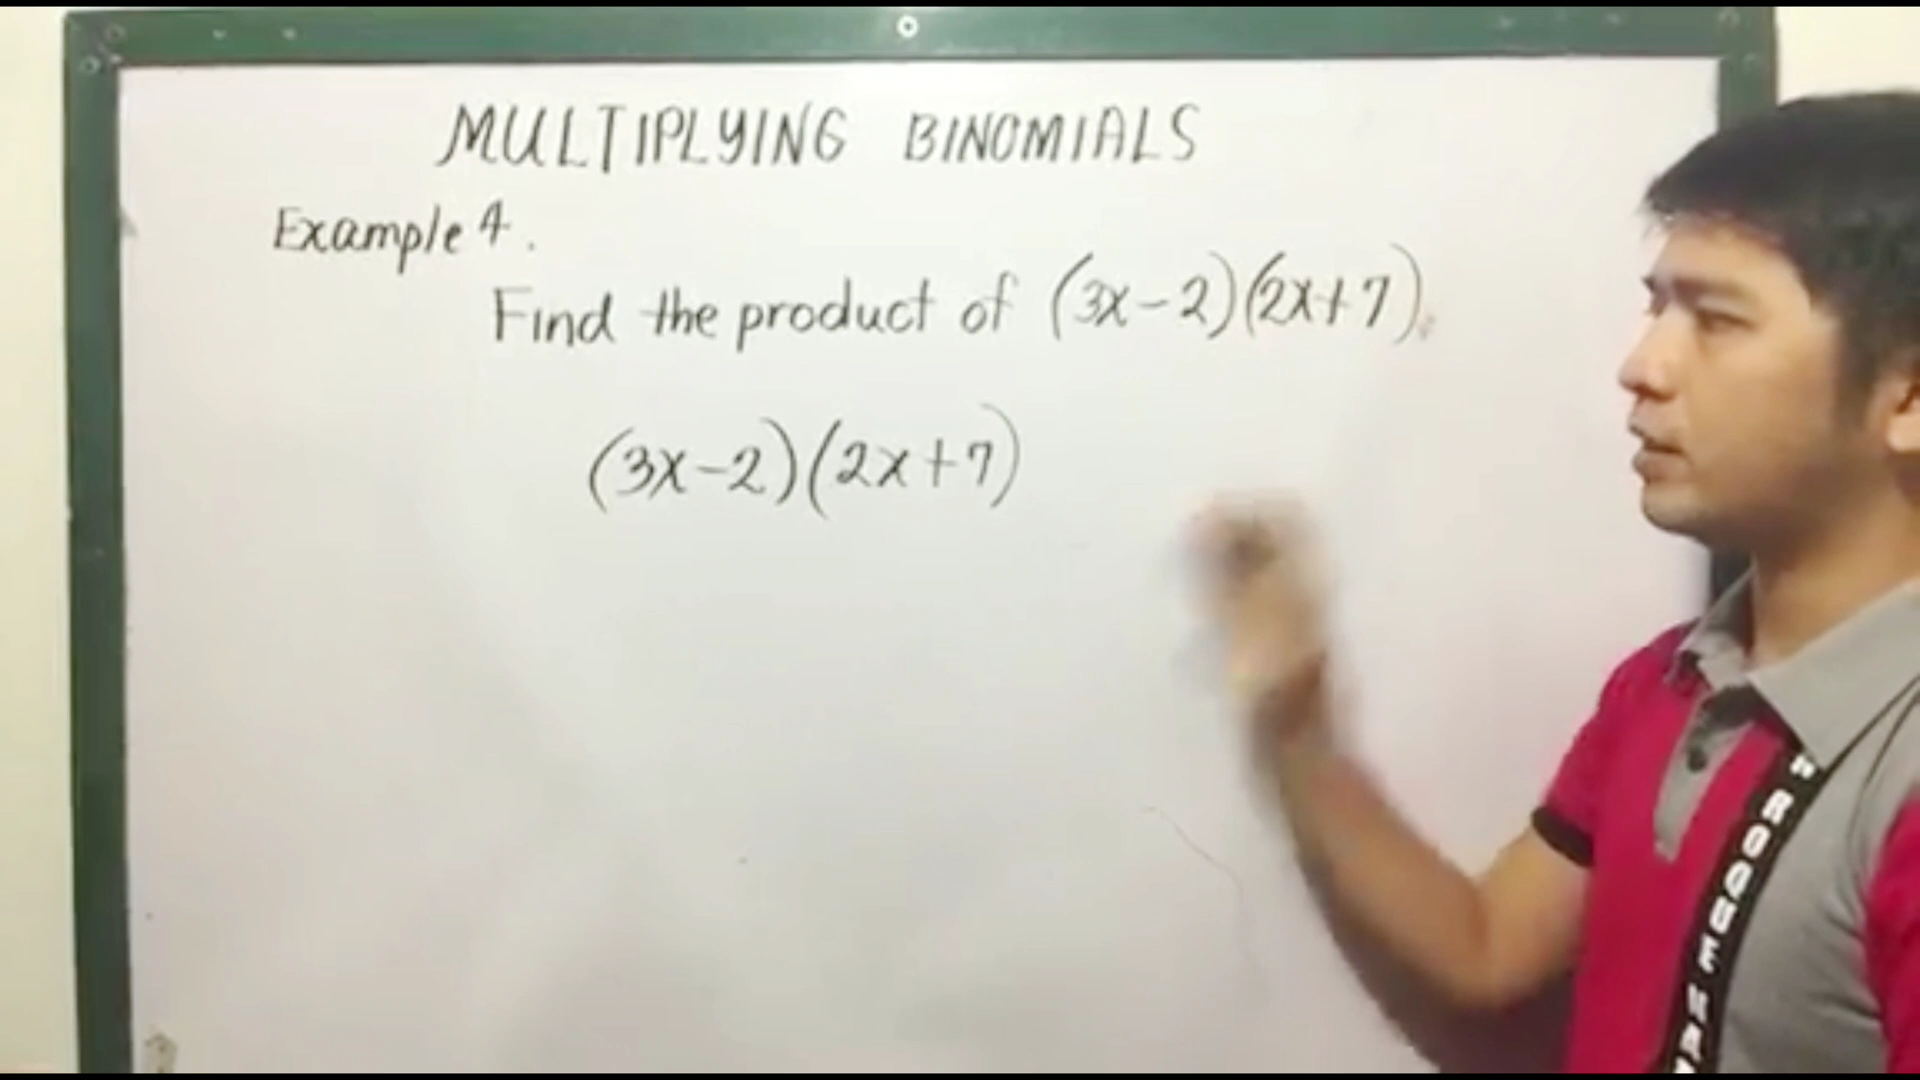 MULTIPLYING BINOMIALS
Example 4.
Find the product of (3x-2)(2x+7).
(3x-2)(2x+7)